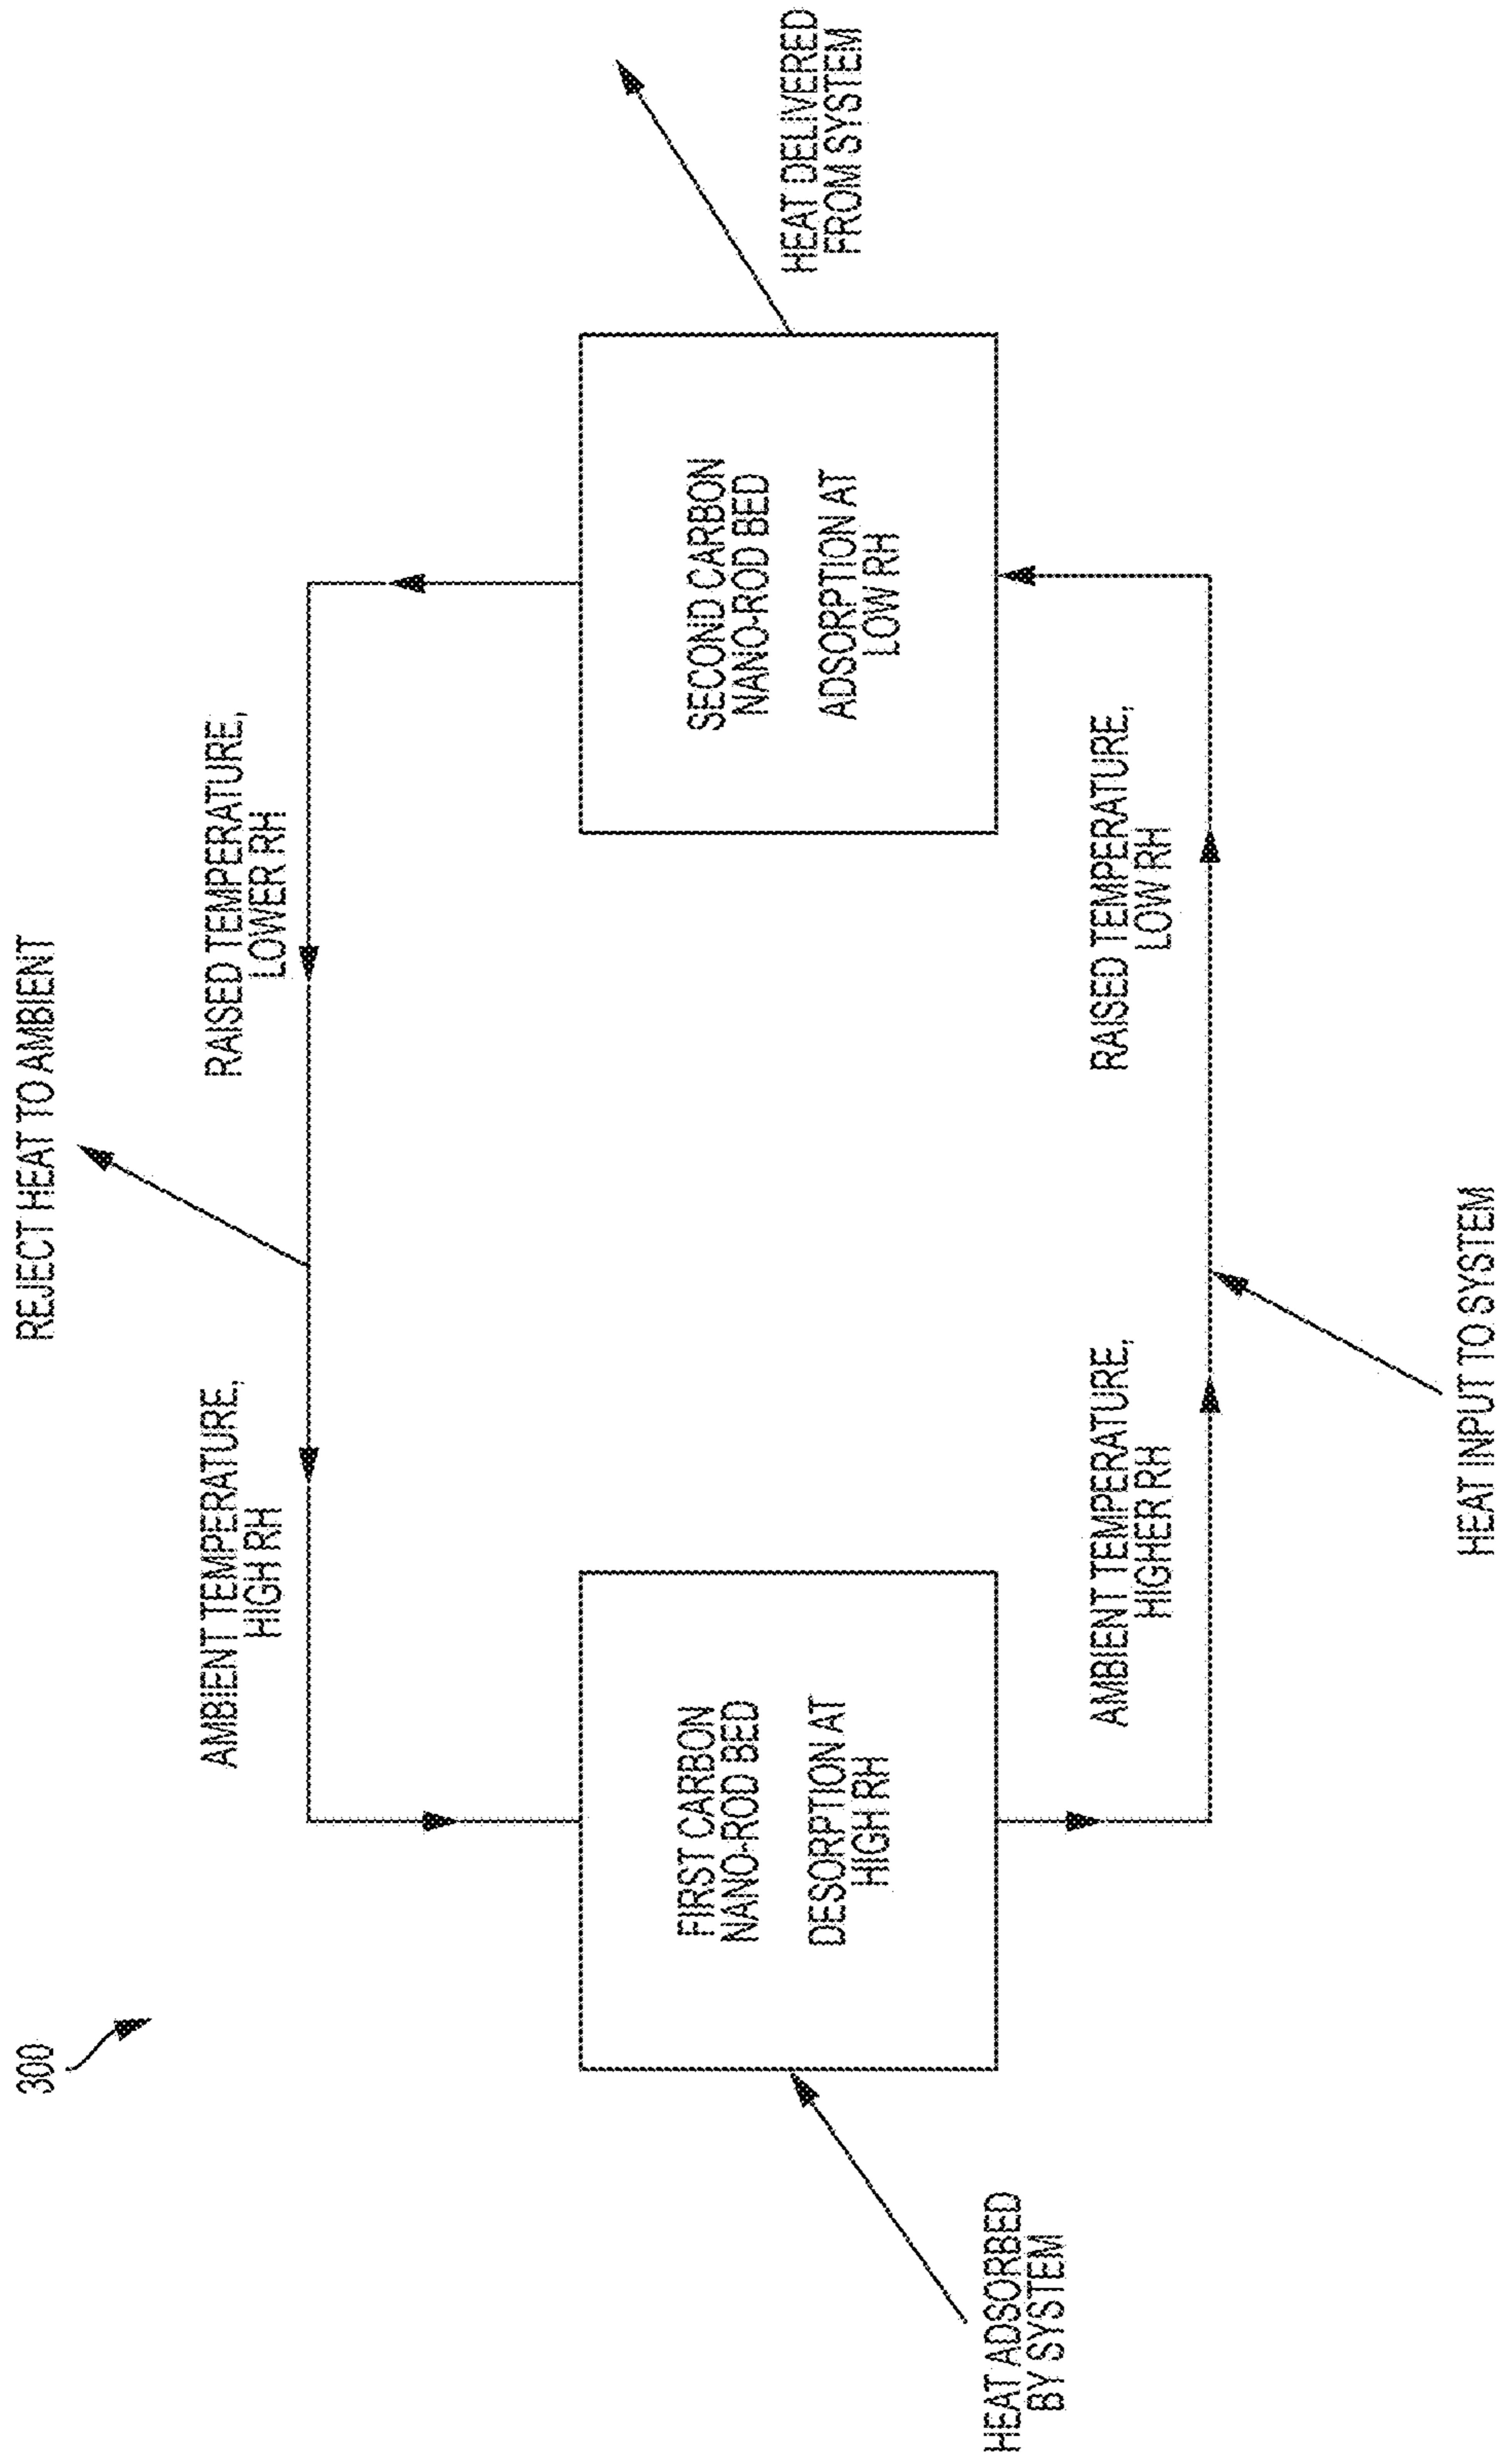 300
REJECT HEAT TO AMBIENT
AMBIENT TEMPERATURE,
HIGH RH
RAISED TEMPERATURE,
LOWER RH
FIRST CARBON
NANO-ROD BED
DESORPTION AT
HIGH RH
SECOND CARBON
NANO-ROD BED
ADSORPTION AT
LOW RH
HEAT DELIVERED
FROM SYSTEM
HEAT ADSORBED
BY SYSTEM
AMBIENT TEMPERATURE,
HIGHER RH
RAISED TEMPERATURE,
LOW RH
HEAT INPUT TO SYSTEM